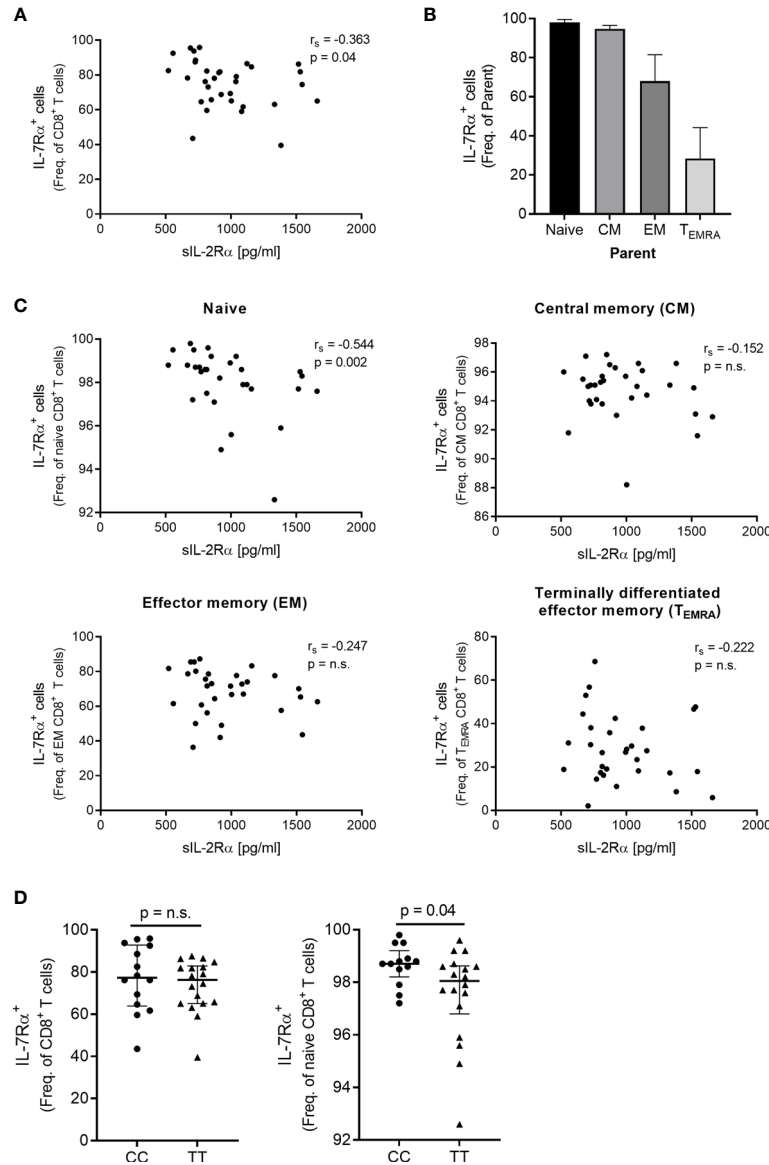 A
r_s = -0.363
p = 0.04
IL-7Rα⁺ cells
(Freq. of CD8⁺ T cells)
100
80
60
40
20
0
0 500 1000 1500 2000
sIL-2Rα [pg/ml]
B
IL-7Rα⁺ cells
(Freq. of Parent)
100
80
60
40
20
0
Naive CM EM T_EMRA
Parent
C
Naive
r_s = -0.544
p = 0.002
IL-7Rα⁺ cells
(Freq. of naive CD8⁺ T cells)
100
98
96
94
92
0 500 1000 1500 2000
sIL-2Rα [pg/ml]
Central memory (CM)
r_s = -0.152
p = n.s.
IL-7Rα⁺ cells
(Freq. of CM CD8⁺ T cells)
98
96
94
92
90
88
86
0 500 1000 1500 2000
sIL-2Rα [pg/ml]
Effector memory (EM)
r_s = -0.247
p = n.s.
IL-7Rα⁺ cells
(Freq. of EM CD8⁺ T cells)
100
80
60
40
20
0
0 500 1000 1500 2000
sIL-2Rα [pg/ml]
Terminally differentiated
effector memory (T_EMRA)
r_s = -0.222
p = n.s.
IL-7Rα⁺ cells
(Freq. of T_EMRA CD8⁺ T cells)
80
60
40
20
0
0 500 1000 1500 2000
sIL-2Rα [pg/ml]
D
p = n.s.
IL-7Rα⁺
(Freq. of CD8⁺ T cells)
100
80
60
40
20
0
CC TT
p = 0.04
IL-7Rα⁺
(Freq. of naive CD8⁺ T cells)
100
98
96
94
92
CC TT